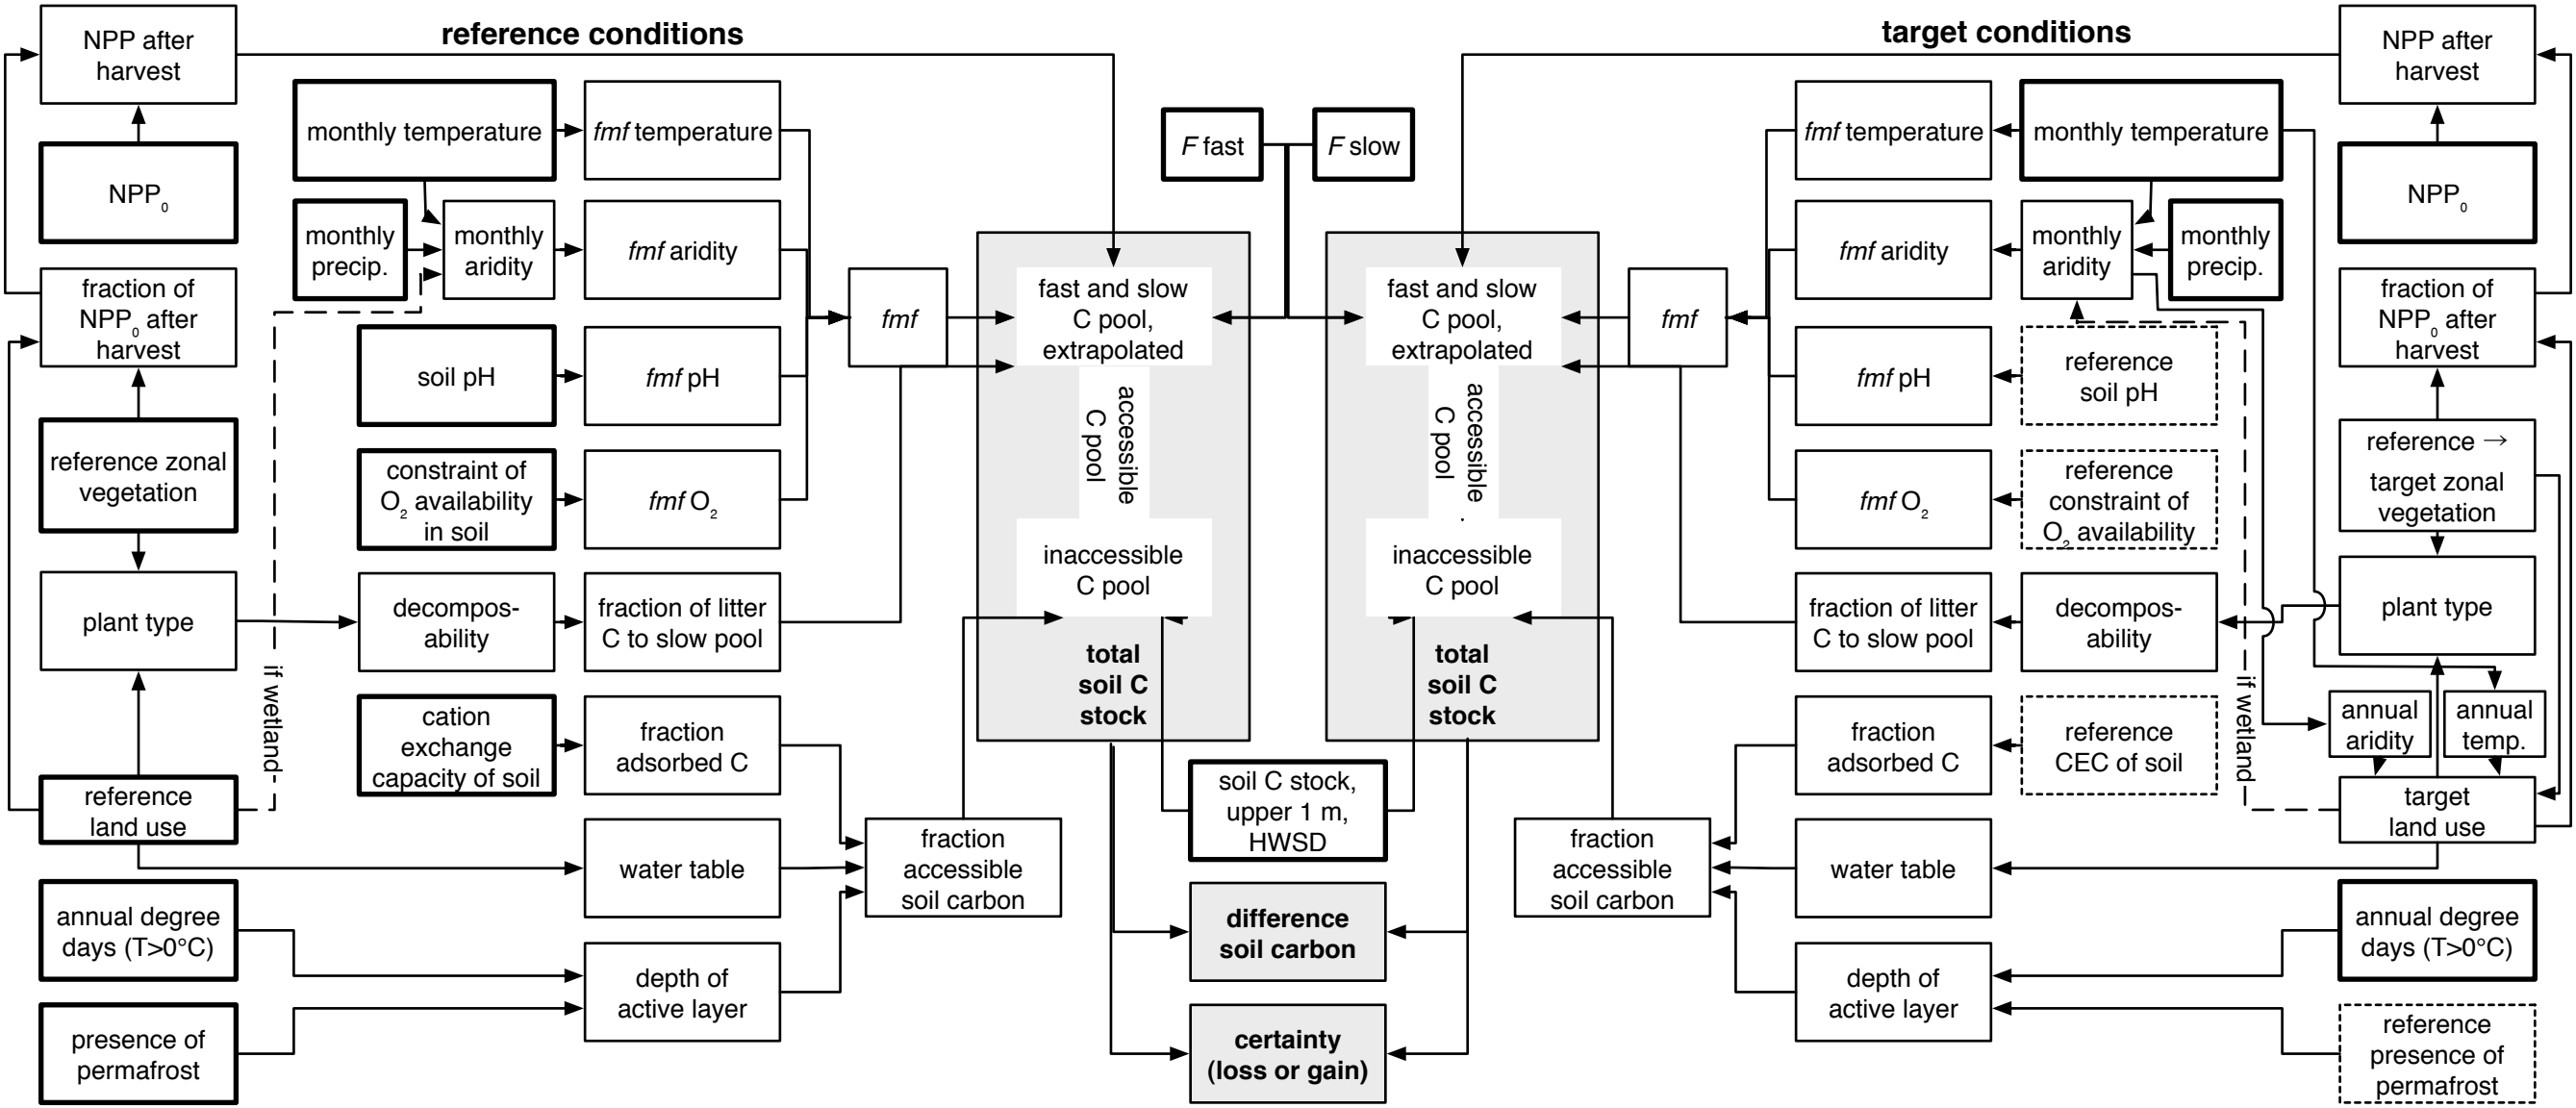 reference conditions
target conditions
NPP after
harvest
NPP0
fraction of
NPP0 after
harvest
reference zonal
vegetation
plant type
reference
land use
annual degree
days (T>0°C)
presence of
permafrost
if wetland
monthly temperature
monthly
precip.
monthly
aridity
soil pH
constraint of
O2 availability
in soil
decompos-
ability
cation
exchange
capacity of soil
fmf temperature
fmf aridity
fmf pH
fmf O2
fraction of litter
C to slow pool
fraction
adsorbed C
water table
depth of
active layer
fmf
fraction
accessible
soil carbon
F fast
F slow
fast and slow
C pool,
extrapolated
accessible
C pool
inaccessible
C pool
total
soil C
stock
fast and slow
C pool,
extrapolated
accessible
C pool
inaccessible
C pool
total
soil C
stock
soil C stock,
upper 1 m,
HWSD
difference
soil carbon
certainty
(loss or gain)
fmf
fraction
accessible
soil carbon
fmf temperature
fmf aridity
fmf pH
fmf O2
fraction of litter
C to slow pool
fraction
adsorbed C
water table
depth of
active layer
monthly temperature
monthly
aridity
monthly
precip.
reference
soil pH
reference
constraint of
O2 availability
decompos-
ability
reference
CEC of soil
if wetland
NPP after
harvest
NPP0
fraction of
NPP0 after
harvest
reference →
target zonal
vegetation
plant type
annual
aridity
annual
temp.
target
land use
annual degree
days (T>0°C)
reference
presence of
permafrost